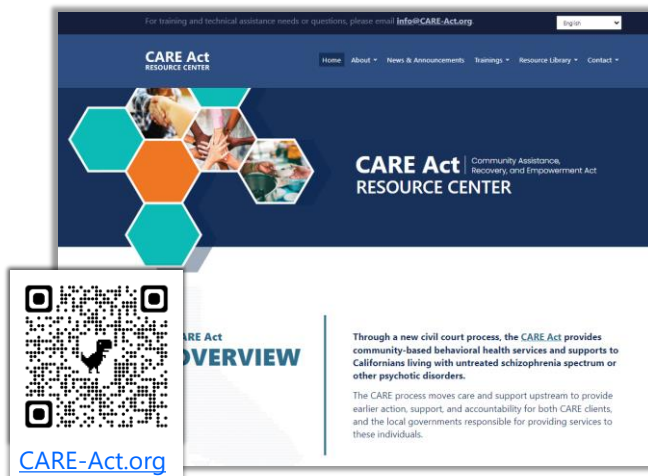 For training and technical assistance needs or questions, please email info@CARE-Act.org.
English
CARE Act
RESOURCE CENTER
Home About News & Announcements Trainings Resource Library Contact
CARE Act | Community Assistance,
Recovery, and Empowerment Act
RESOURCE CENTER
ARE Act
OVERVIEW
Through a new civil court process, the CARE Act provides
community-based behavioral health services and supports to
Californians living with untreated schizophrenia spectrum or
other psychotic disorders.
The CARE process moves care and support upstream to provide
earlier action, support, and accountability for both CARE clients,
and the local governments responsible for providing services to
these individuals.
CARE-Act.org